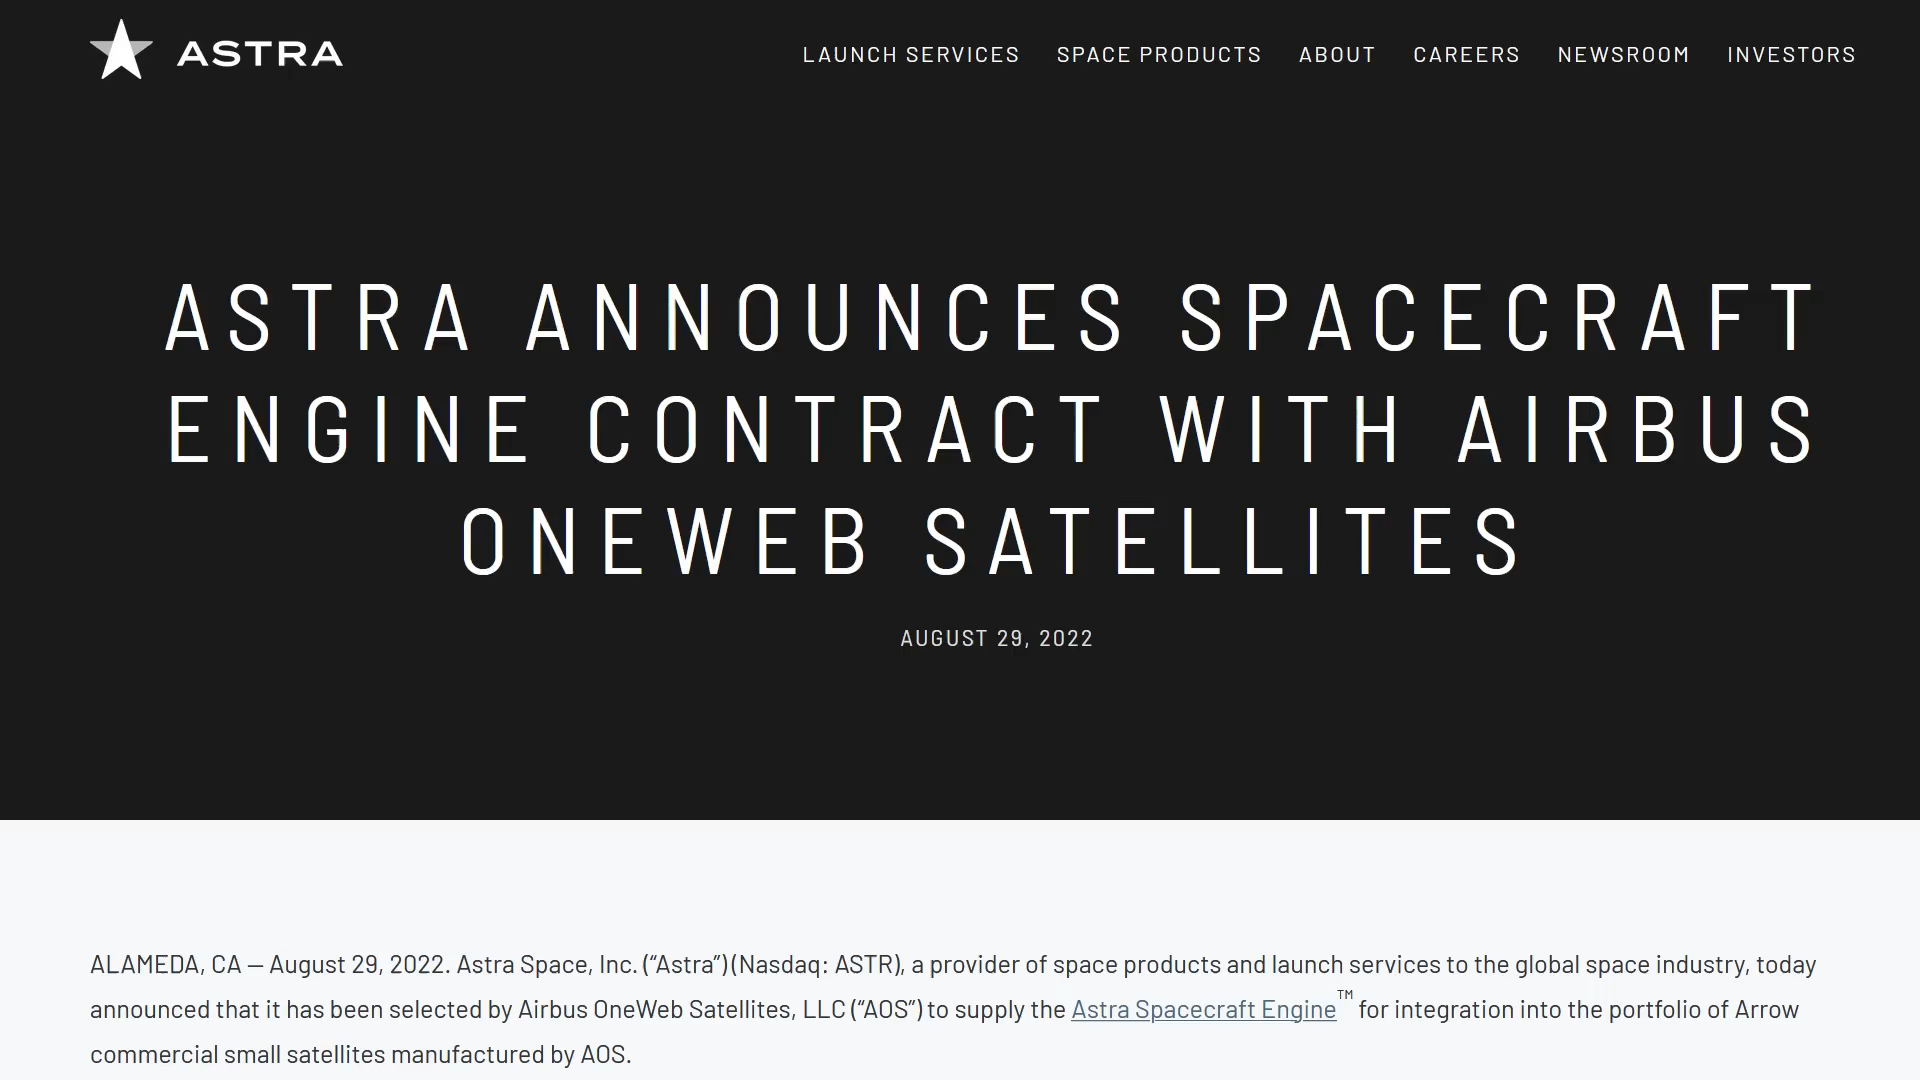 ASTRA
LAUNCH SERVICES SPACE PRODUCTS ABOUT CAREERS NEWSROOM INVESTORS
ASTRA ANNOUNCES SPACECRAFT
ENGINE CONTRACT WITH AIRBUS
ONEWEB SATELLITES
AUGUST 29, 2022
ALAMEDA, CA — August 29, 2022. Astra Space, Inc. (“Astra”) (Nasdaq: ASTR), a provider of space products and launch services to the global space industry, today
announced that it has been selected by Airbus OneWeb Satellites, LLC (“AOS”) to supply the Astra Spacecraft Engine™ for integration into the portfolio of Arrow
commercial small satellites manufactured by AOS.